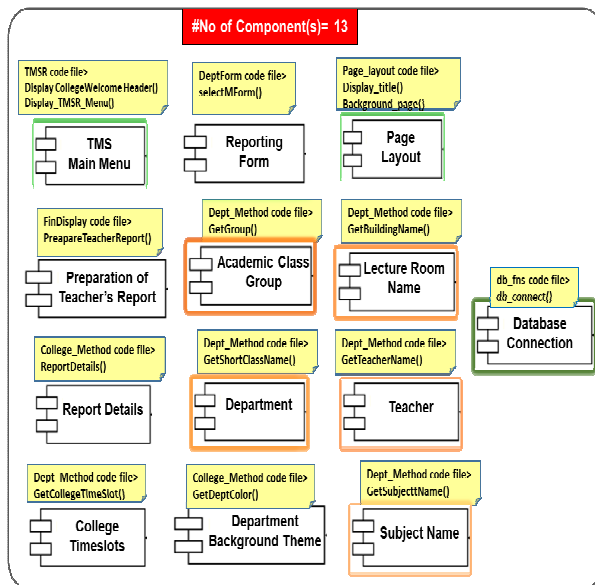 #No of Component(s)= 13
TMSR code file>
Display CollegeWelcome Header()
Display_TMSR_Menu()
TMS
Main Menu
DeptForm code file>
selectMForm()
Reporting
Form
Page_layout code file>
Display_title()
Background_page()
Page
Layout
FinDisplay code file>
PreapareTeacherReport()
Preparation of
Teacher's Report
Dept_Method code file>
GetGroup()
Academic Class
Group
Dept_Method code file>
GetBuildingName()
Lecture Room
Name
db_fns code file>
db_connect()
Database
Connection
College_Method code file>
ReportDetails()
Report Details
Dept_Method code file>
GetShortClassName()
Department
Dept_Method code file>
GetTeacherName()
Teacher
Dept_Method code file>
GetCollegeTimeSlot()
College
Timeslots
College_Method code file>
GetDeptColor()
Department
Background Theme
Dept_Method code file>
GetSubjecttName()
Subject Name